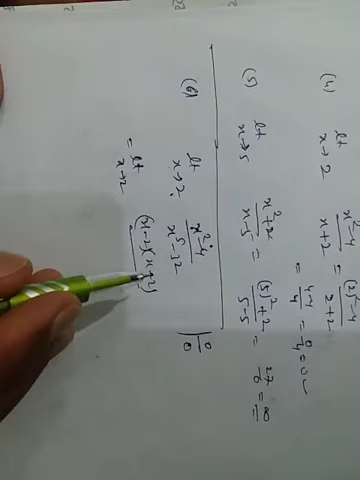 (4) lt x→2 x²-4/x+2 = (2)²-4/2+2
= 4-4/4 = 0/4 = 0
(5) lt x→5 x²+2/x-5 = (5)²+2/5-5 = 27/0 = ∞
(6) lt x→2 x²-4/x⁵-32 (0/0
= lt x→2 (x-2)(x+2)